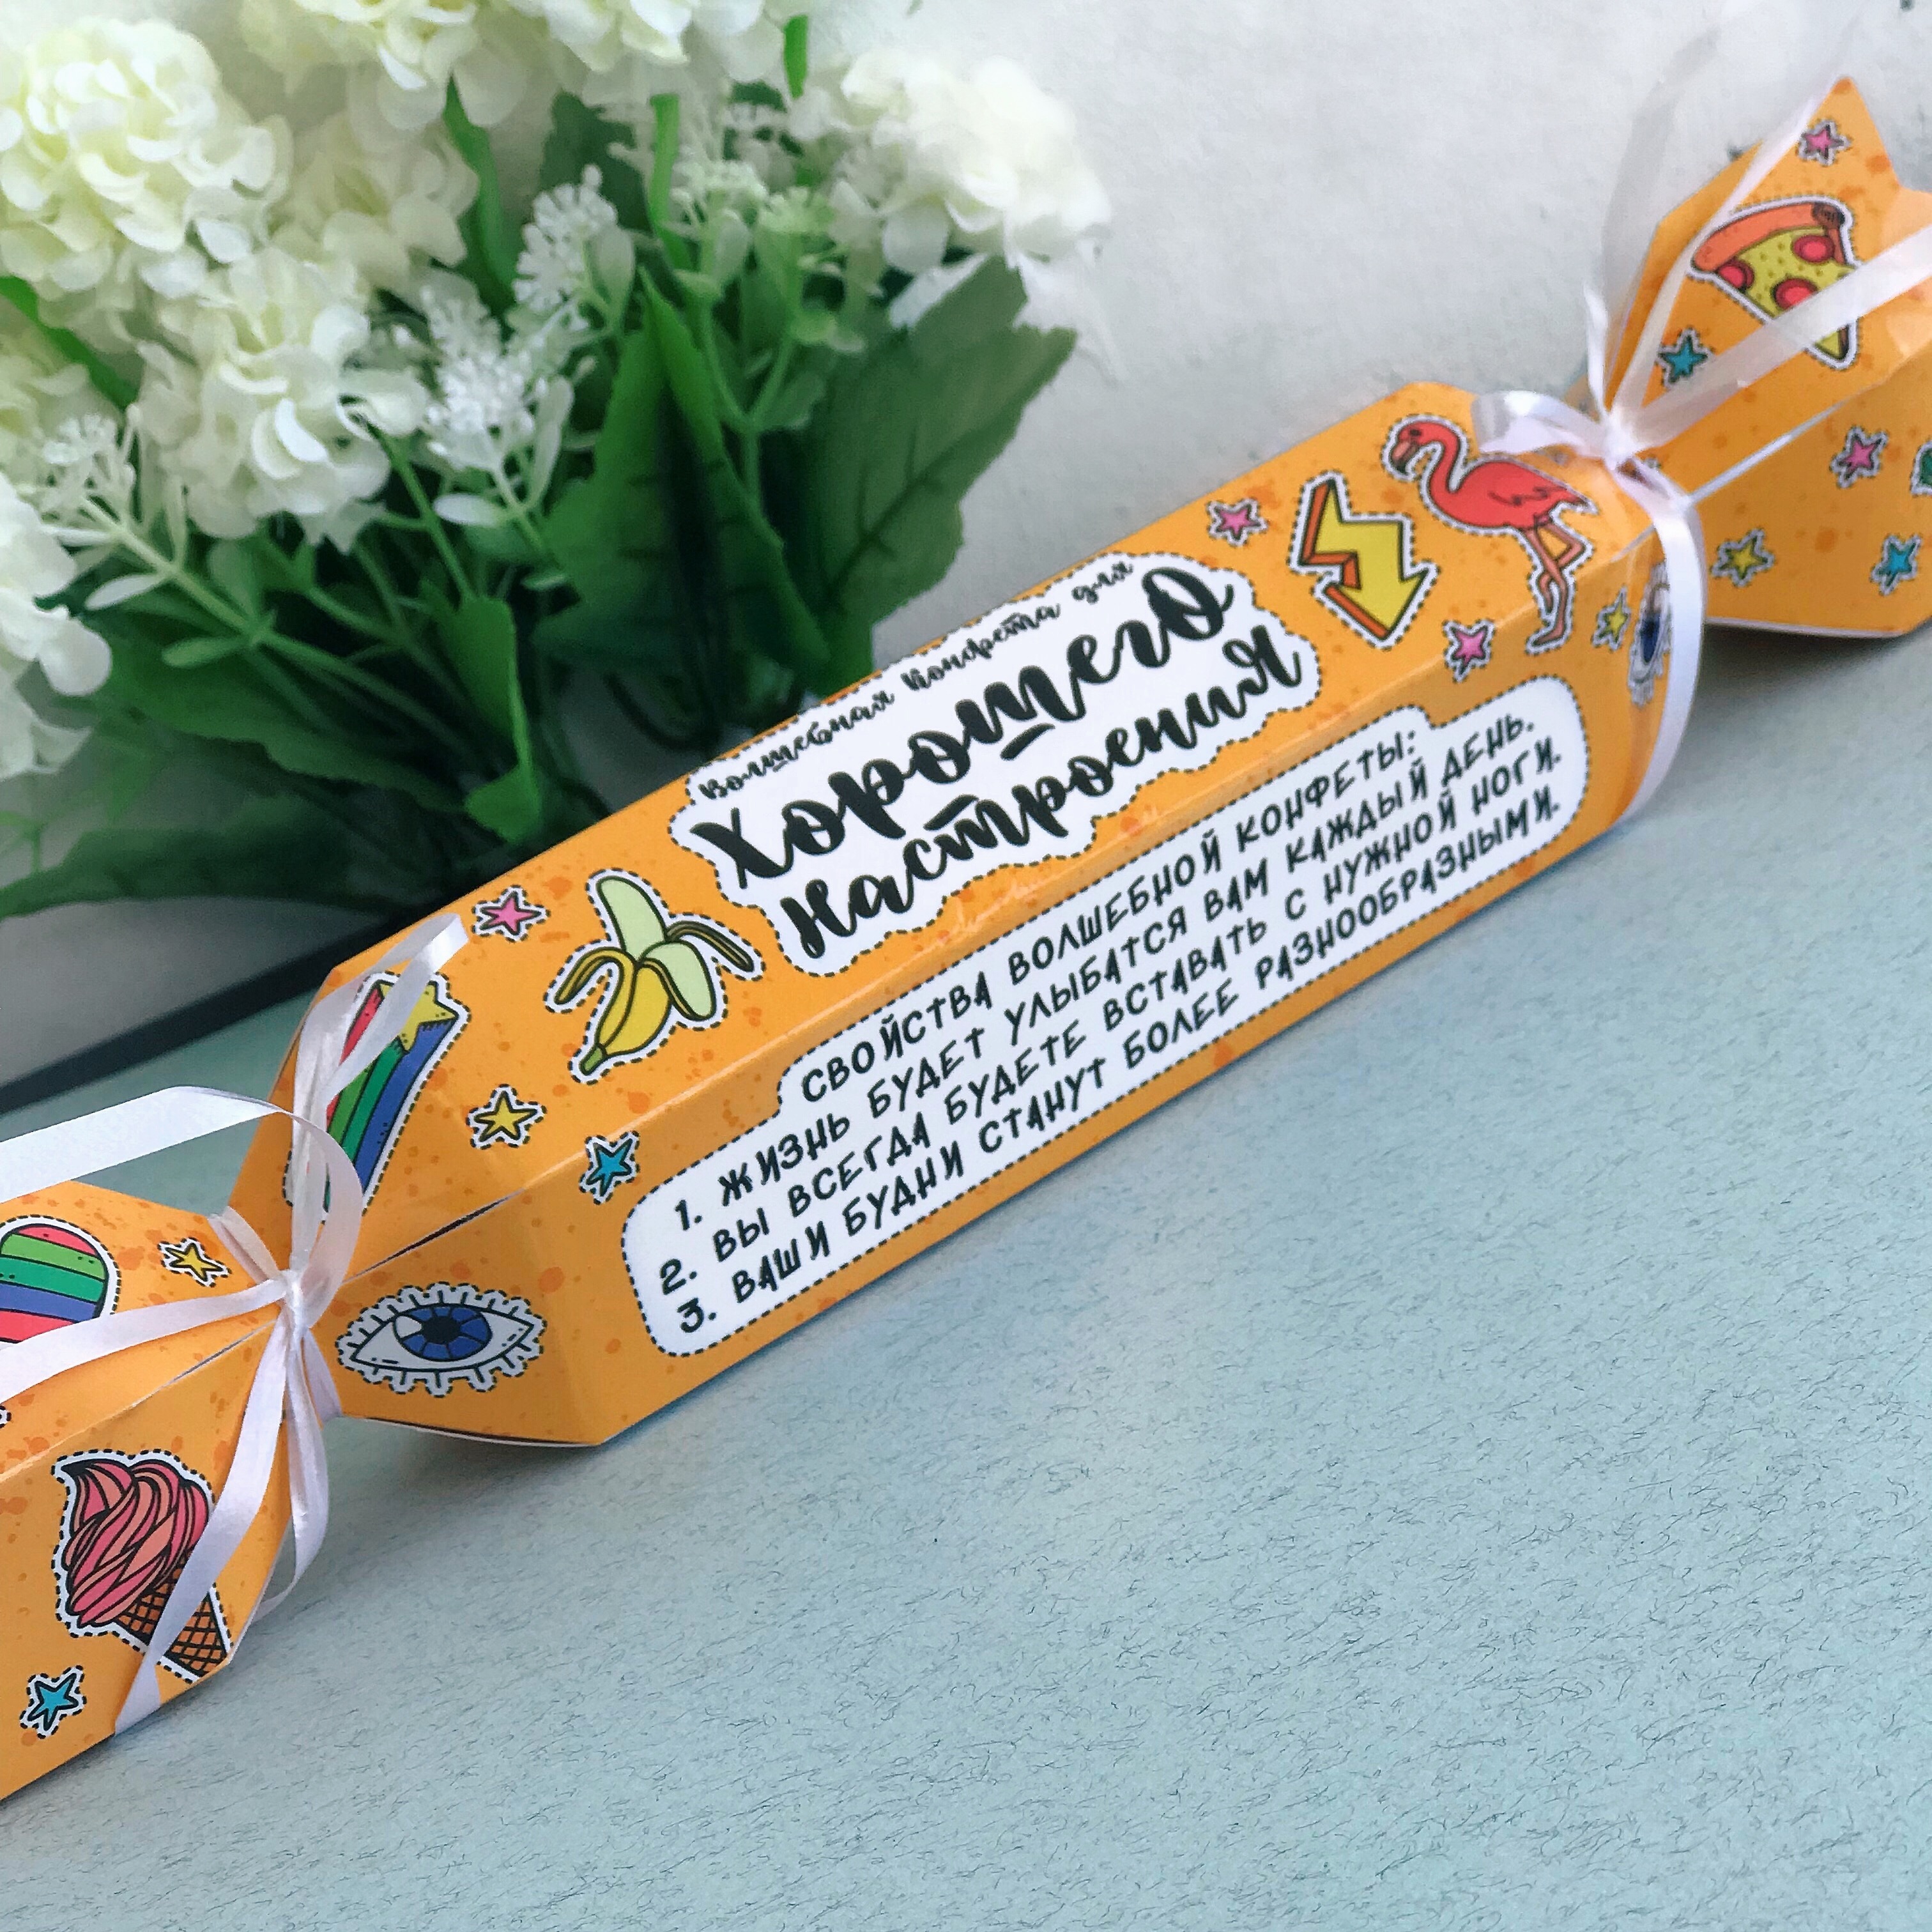 Волшебная Конфета для
Хорошего
Настроения
СВОЙСТВА ВОЛШЕБНОЙ КОНФЕТЫ:
1. ЖИЗНЬ БУДЕТ УЛЫБАТСЯ ВАМ КАЖДЫЙ ДЕНЬ.
2. ВЫ ВСЕГДА БУДЕТЕ ВСТАВАТЬ С НУЖНОЙ НОГИ.
3. ВАШИ БУДНИ СТАНУТ БОЛЕЕ РАЗНООБРАЗНЫМИ.